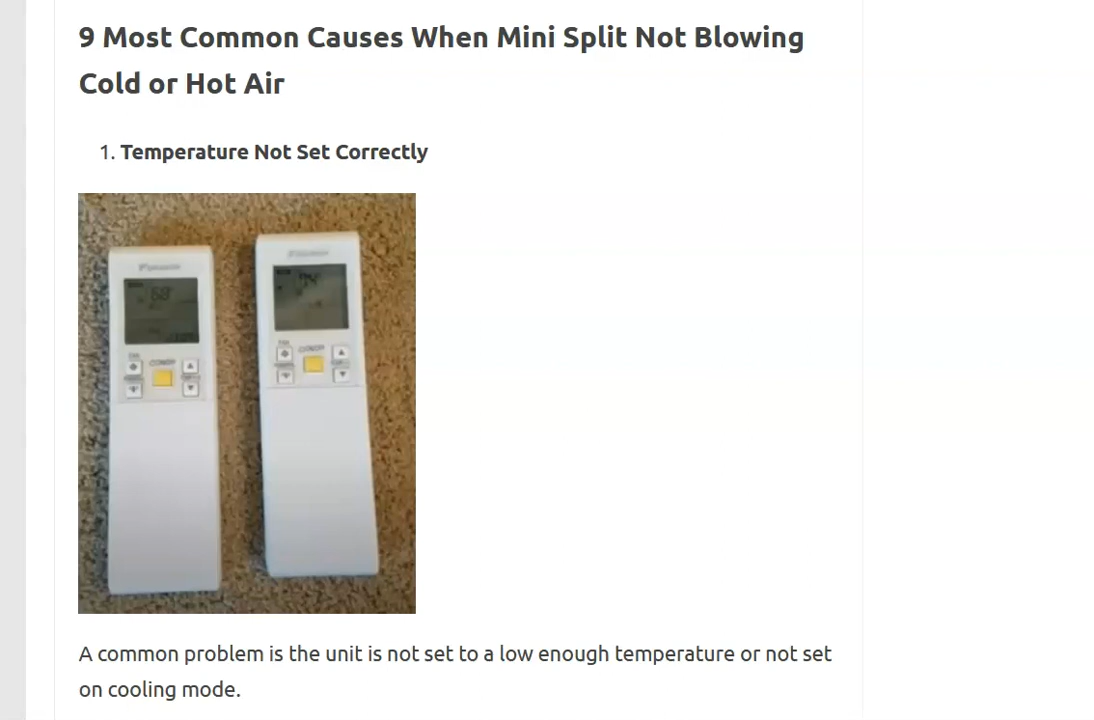 9 Most Common Causes When Mini Split Not Blowing
Cold or Hot Air
1. Temperature Not Set Correctly
A common problem is the unit is not set to a low enough temperature or not set
on cooling mode.